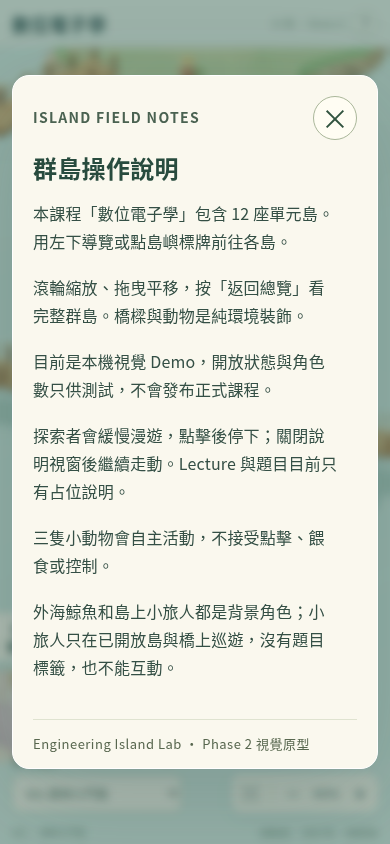 ISLAND FIELD NOTES
群島操作說明
本課程「數位電子學」包含 12 座單元島。
用左下導覽或點島嶼標牌前往各島。
滾輪縮放、拖曳平移，按「返回總覽」看
完整群島。橋樑與動物是純環境裝飾。
目前是本機視覺 Demo，開放狀態與角色
數只供測試，不會發布正式課程。
探索者會緩慢漫遊，點擊後停下；關閉說
明視窗後繼續走動。Lecture 與題目目前只
有占位說明。
三隻小動物會自主活動，不接受點擊、餵
食或控制。
外海鯨魚和島上小旅人都是背景角色；小
旅人只在已開放島與橋上巡遊，沒有題目
標籤，也不能互動。
Engineering Island Lab ・ Phase 2 視覺原型